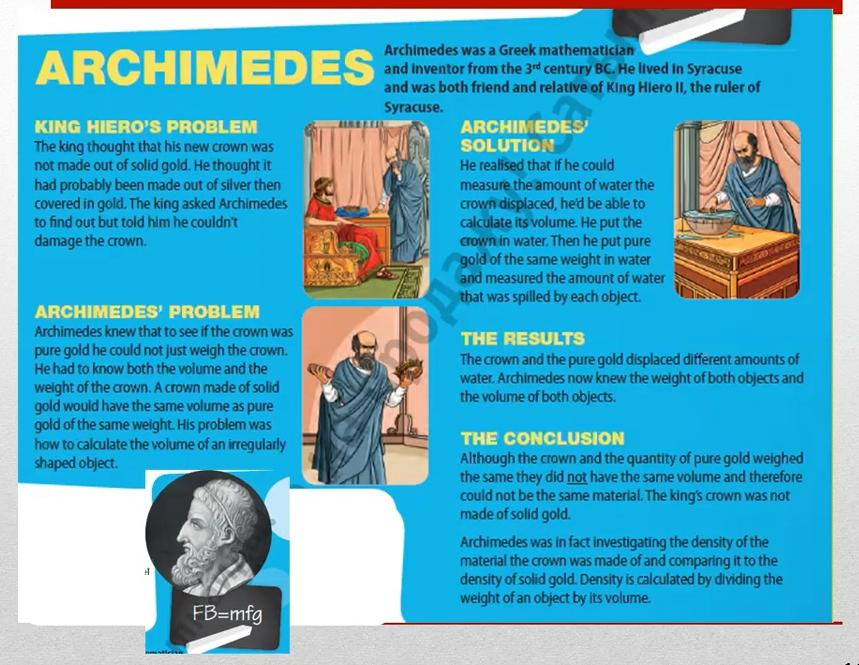 ARCHIMEDES
Archimedes was a Greek mathematician
and inventor from the 3rd century BC. He lived in Syracuse
and was both friend and relative of King Hiero II, the ruler of
Syracuse.
KING HIERO'S PROBLEM
The king thought that his new crown was
not made out of solid gold. He thought it
had probably been made out of silver then
covered in gold. The king asked Archimedes
to find out but told him he couldn't
damage the crown.
ARCHIMEDES' PROBLEM
Archimedes knew that to see if the crown was
pure gold he could not just weigh the crown.
He had to know both the volume and the
weight of the crown. A crown made of solid
gold would have the same volume as pure
gold of the same weight. His problem was
how to calculate the volume of an irregularly
shaped object.
FB=mfg
ARCHIMEDES'
SOLUTION
He realised that if he could
measure the amount of water the
crown displaced, he'd be able to
calculate its volume. He put the
crown in water. Then he put pure
gold of the same weight in water
and measured the amount of water
that was spilled by each object.
THE RESULTS
The crown and the pure gold displaced different amounts of
water. Archimedes now knew the weight of both objects and
the volume of both objects.
THE CONCLUSION
Although the crown and the quantity of pure gold weighed
the same they did not have the same volume and therefore
could not be the same material. The king's crown was not
made of solid gold.
Archimedes was in fact investigating the density of the
material the crown was made of and comparing it to the
density of solid gold. Density is calculated by dividing the
weight of an object by its volume.